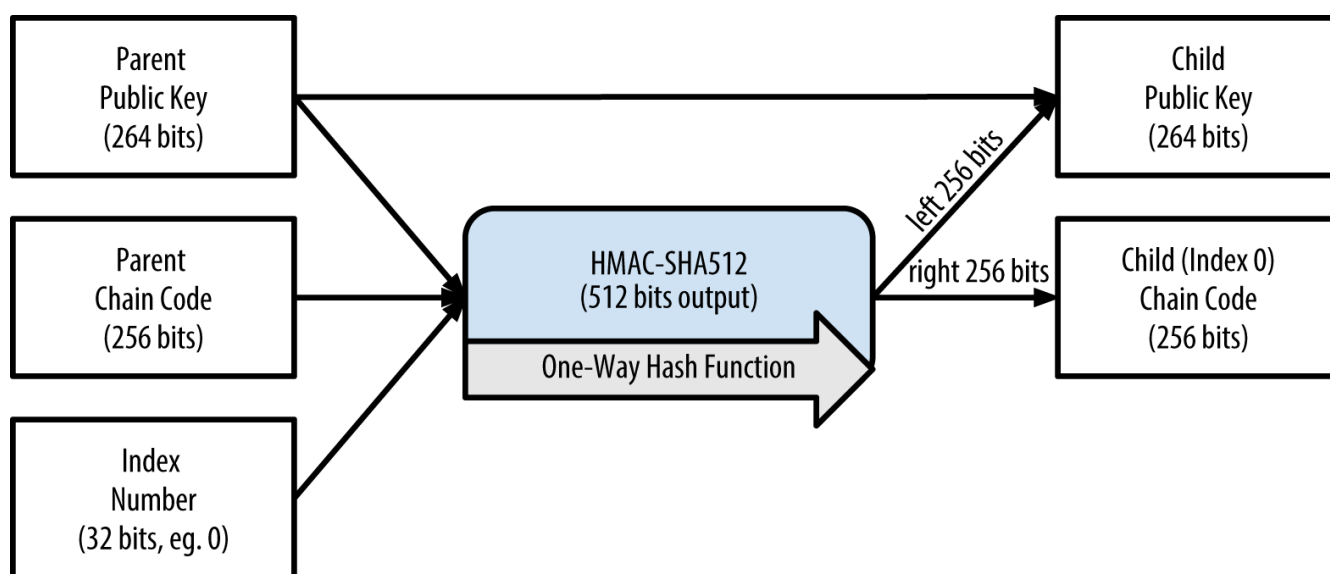 Parent
Public Key
(264 bits)
Child
Public Key
(264 bits)
left 256 bits
Parent
Chain Code
(256 bits)
HMAC-SHA512
(512 bits output)
One-Way Hash Function
right 256 bits
Child (Index 0)
Chain Code
(256 bits)
Index
Number
(32 bits, eg. 0)